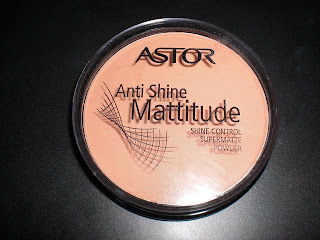 ASTOR
Anti Shine
Mattitude
SHINE CONTROL
SUPERMATTE
POWDER